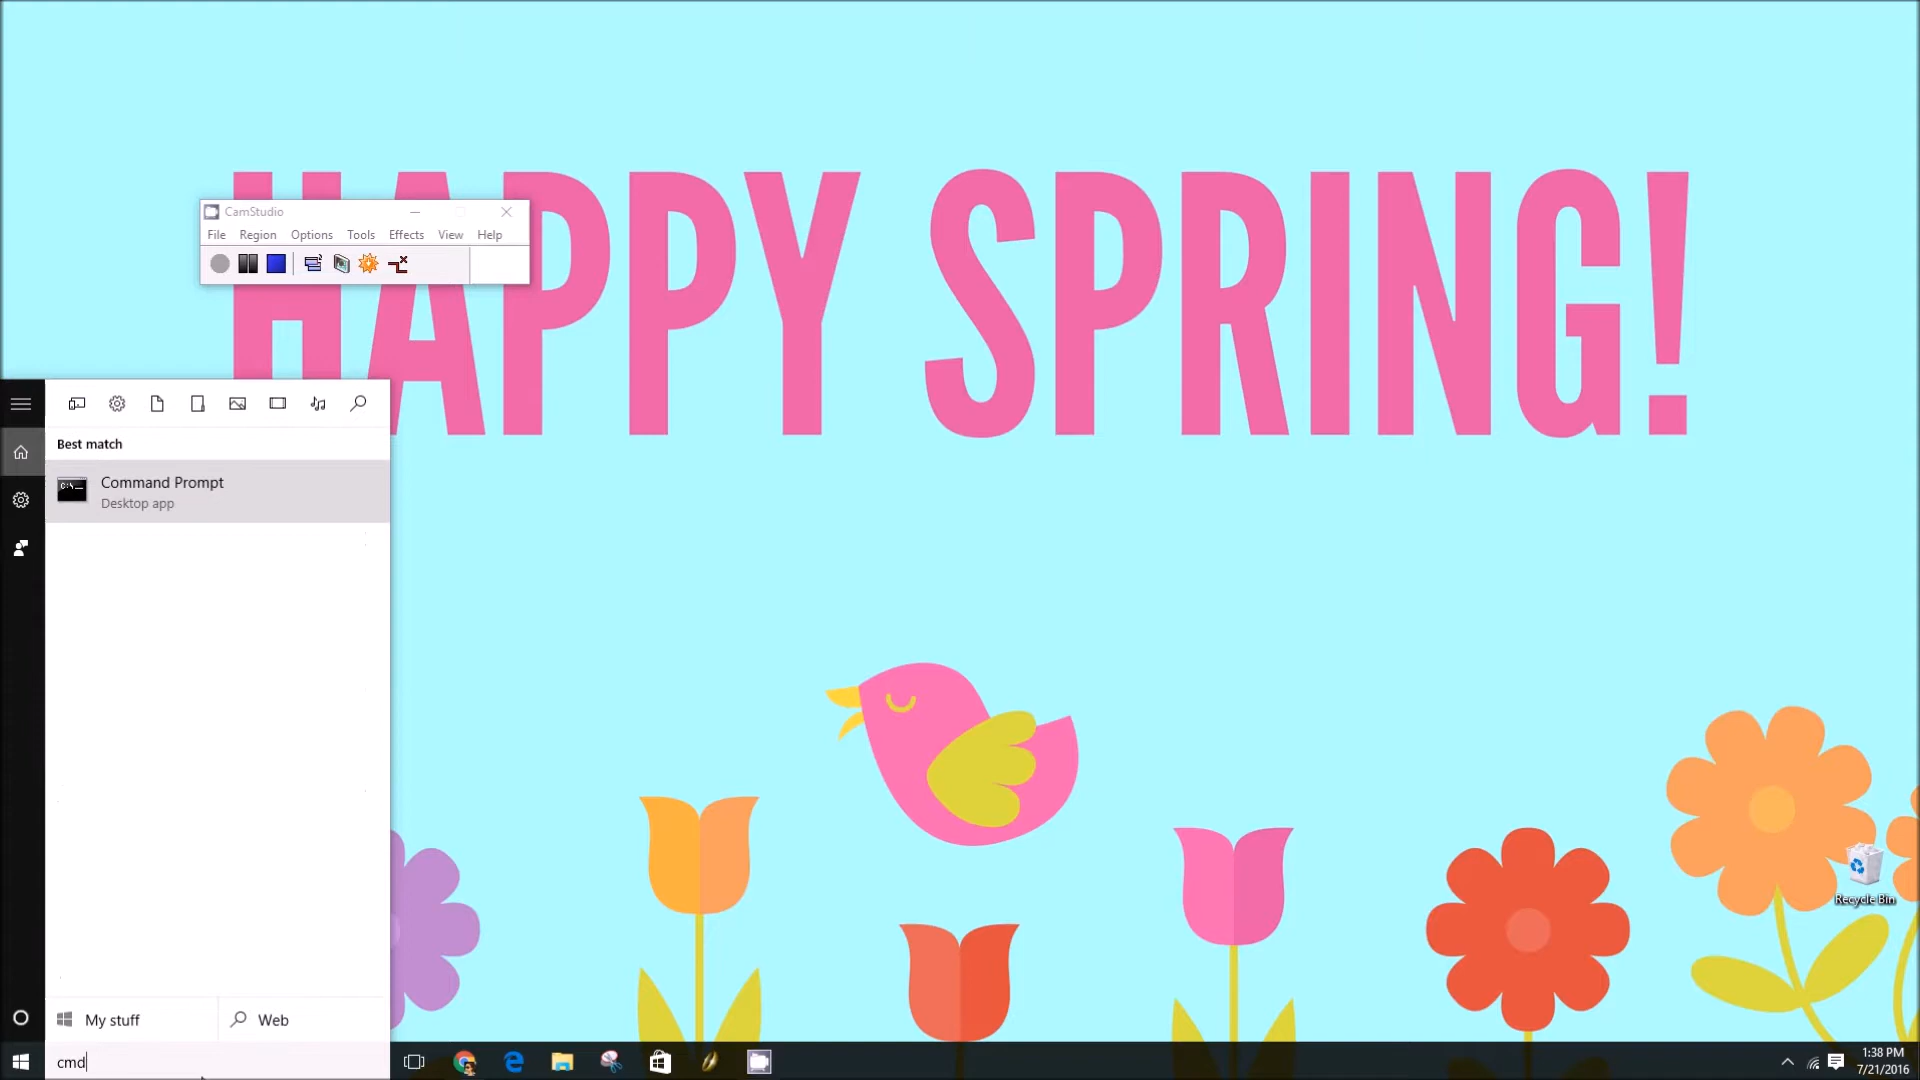 HAPPY SPRING!
CamStudio
File Region Options Tools Effects View Help
Best match
C:\
Command Prompt
Desktop app
My stuff
Web
cmd
Recycle Bin
1:38 PM
7/21/2016